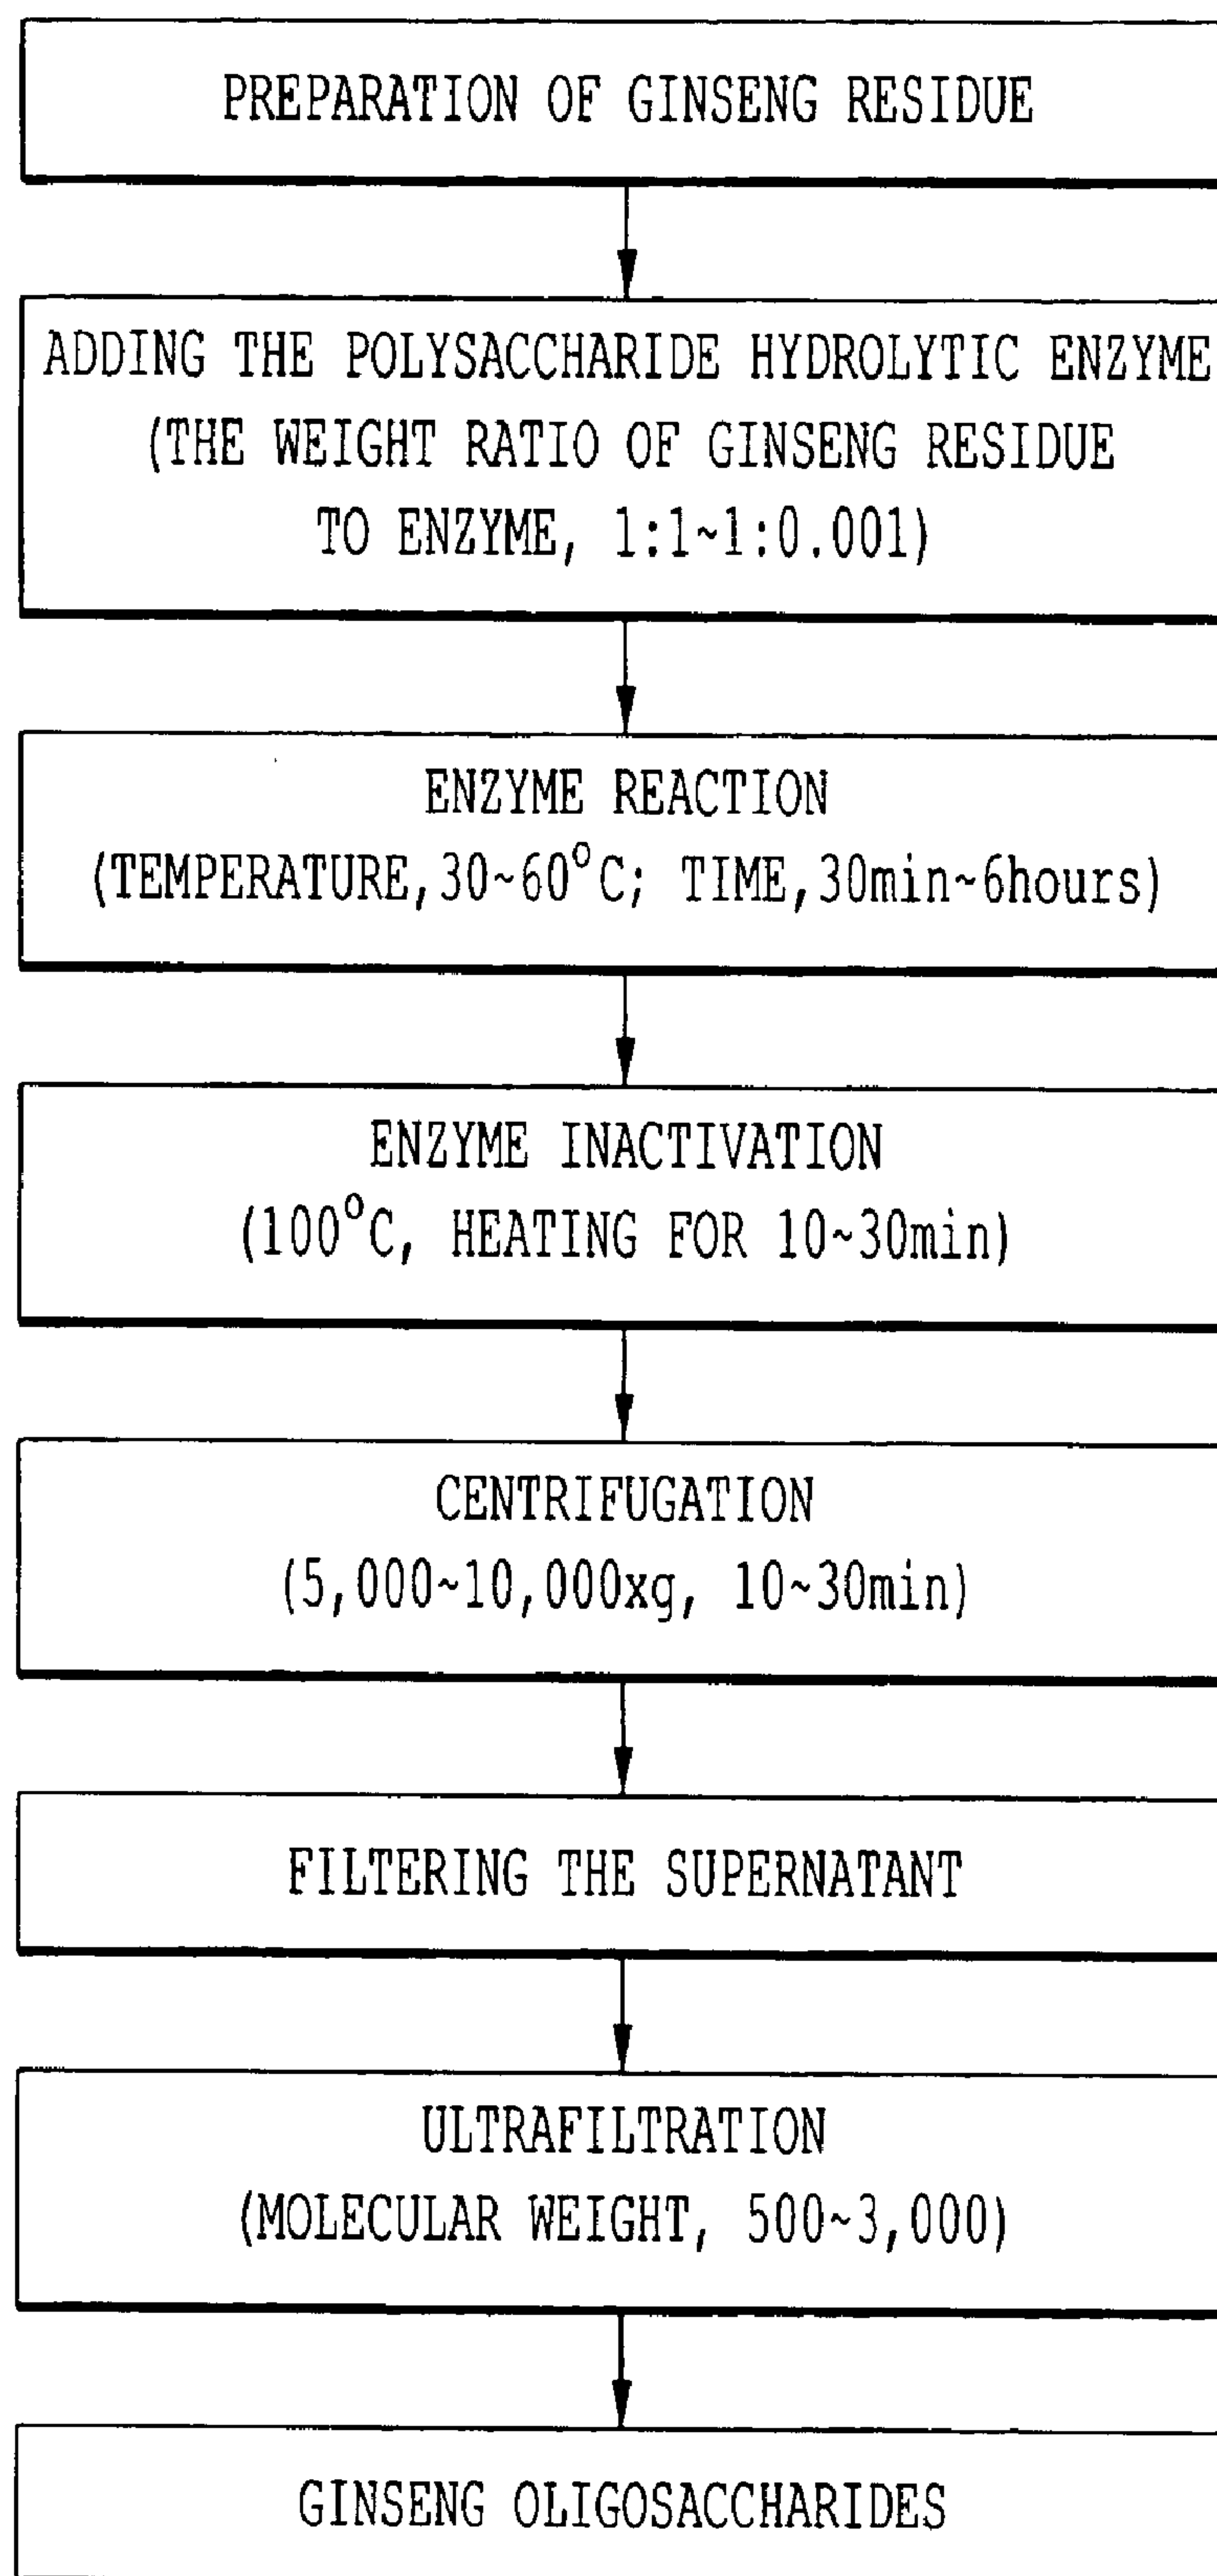 PREPARATION OF GINSENG RESIDUE
ADDING THE POLYSACCHARIDE HYDROLYTIC ENZYME
(THE WEIGHT RATIO OF GINSENG RESIDUE
TO ENZYME, 1:1~1:0.001)
ENZYME REACTION
(TEMPERATURE,30~60°C; TIME,30min~6hours)
ENZYME INACTIVATION
(100°C, HEATING FOR 10~30min)
CENTRIFUGATION
(5,000~10,000xg, 10~30min)
FILTERING THE SUPERNATANT
ULTRAFILTRATION
(MOLECULAR WEIGHT, 500~3,000)
GINSENG OLIGOSACCHARIDES